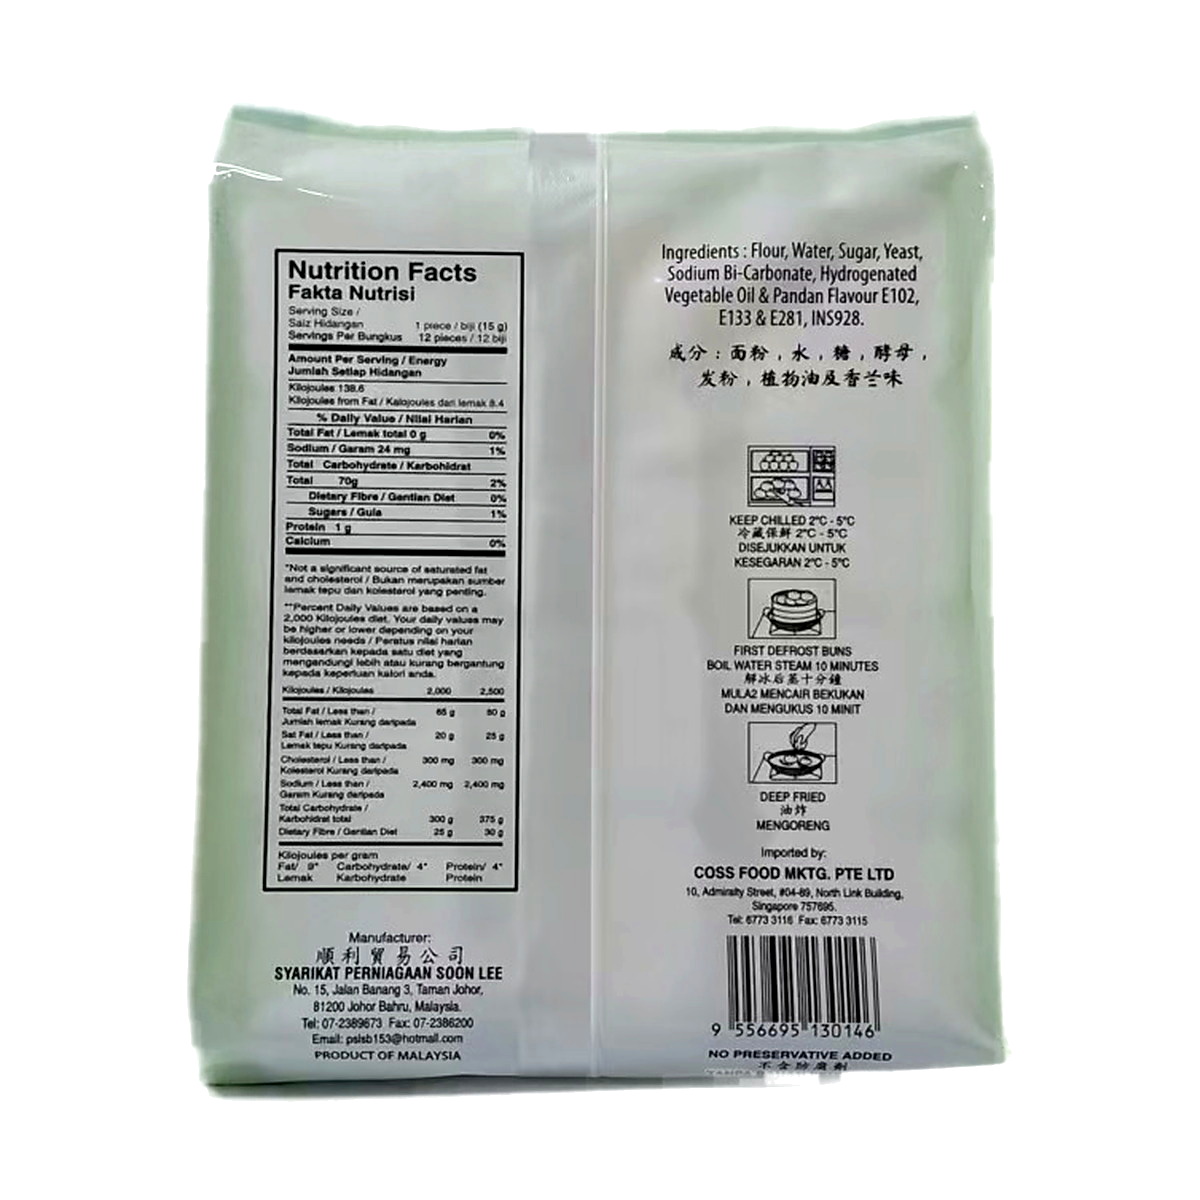 Nutrition Facts
Fakta Nutrisi
Serving Size /
Saiz Hidangan 1 piece / biji (15 g)
Servings Per Bungkus 12 pieces / 12 biji
Amount Per Serving / Energy
Jumlah Setiap Hidangan
Kilojoules 138.6
Kilojoules from Fat / Kalojoules dari lemak 8.4
% Daily Value / Nilai Harian
Total Fat / Lemak total 0 g 0%
Sodium / Garam 24 mg 1%
Total Carbohydrate / Karbohidrat
Total 70g 2%
Dietary Fibre / Gentian Diet 0%
Sugars / Gula 1%
Protein 1 g
Calcium 0%
*Not a significant source of saturated fat
and cholesterol / Bukan merupakan sumber
lemak tepu dan kolesterol yang penting.
**Percent Daily Values are based on a
2,000 Kilojoules diet. Your daily values may
be higher or lower depending on your
kilojoules needs / Peratus nilai harian
berdasarkan kepada satu diet yang
mengandungi lebih atau kurang bergantung
kepada keperluan kalori anda.
Kilojoules / Kilojoules 2,000 2,500
Total Fat / Less than / 65 g 80 g
Jumlah lemak Kurang daripada
Sat Fat / Less than / 20 g 25 g
Lemak tepu Kurang daripada
Cholesterol / Less than / 300 mg 300 mg
Kolesterol Kurang daripada
Sodium / Less than / 2,400 mg 2,400 mg
Garam Kurang daripada
Total Carbohydrate /
Karbohidrat total 300 g 375 g
Dietary Fibre / Gentian Diet 25 g 30 g
Kilojoules per gram
Fat/ 9* Carbohydrate/ 4* Protein/ 4*
Lemak Karbohydrate Protein
Manufacturer:
順利貿易公司
SYARIKAT PERNIAGAAN SOON LEE
No. 15, Jalan Banang 3, Taman Johor,
81200 Johor Bahru, Malaysia.
Tel: 07-2389673 Fax: 07-2386200
Email: pslsb153@hotmail.com
PRODUCT OF MALAYSIA
Ingredients : Flour, Water, Sugar, Yeast,
Sodium Bi-Carbonate, Hydrogenated
Vegetable Oil & Pandan Flavour E102,
E133 & E281, INS928.
成分：面粉，水，糖，酵母，
发粉，植物油及香兰味
KEEP CHILLED 2°C - 5°C
冷藏保鲜 2°C - 5°C
DISEJUKKAN UNTUK
KESEGARAN 2°C - 5°C
FIRST DEFROST BUNS
BOIL WATER STEAM 10 MINUTES
解冰后蒸十分鐘
MULA2 MENCAIR BEKUKAN
DAN MENGUKUS 10 MINIT
DEEP FRIED
油炸
MENGORENG
Imported by:
COSS FOOD MKTG. PTE LTD
10, Admiralty Street, #04-89, North Link Building,
Singapore 757695.
Tel: 6773 3116 Fax: 6773 3115
9 556695 130146
NO PRESERVATIVE ADDED
不含防腐劑